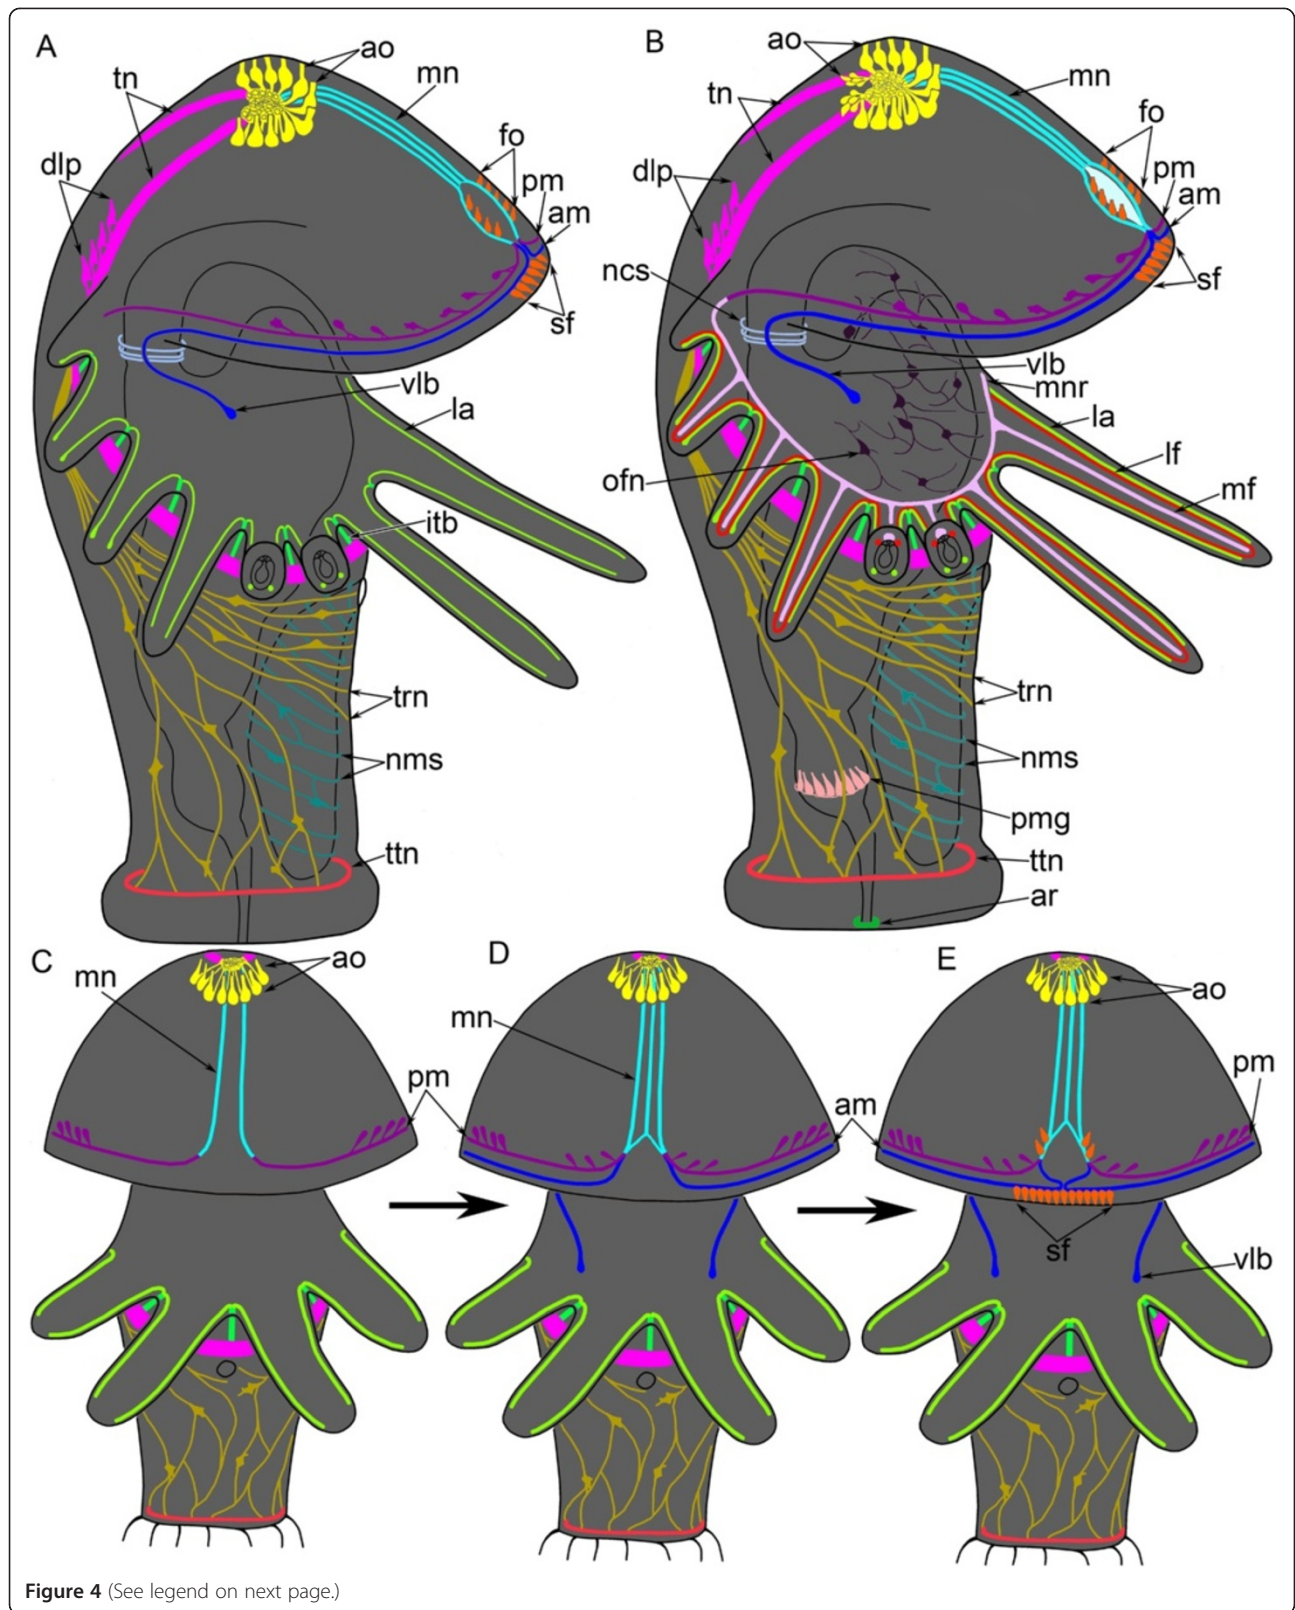 A
ao
mn
tn
fo
dlp
pm
am
sf
vlb
la
itb
trn
nms
ttn
B
ao
mn
tn
fo
dlp
pm
am
ncs
sf
vlb
mnr
la
lf
ofn
mf
trn
nms
pmg
ttn
ar
C
ao
mn
pm
D
mn
am
E
ao
pm
sf
vlb
Figure 4 (See legend on next page.)